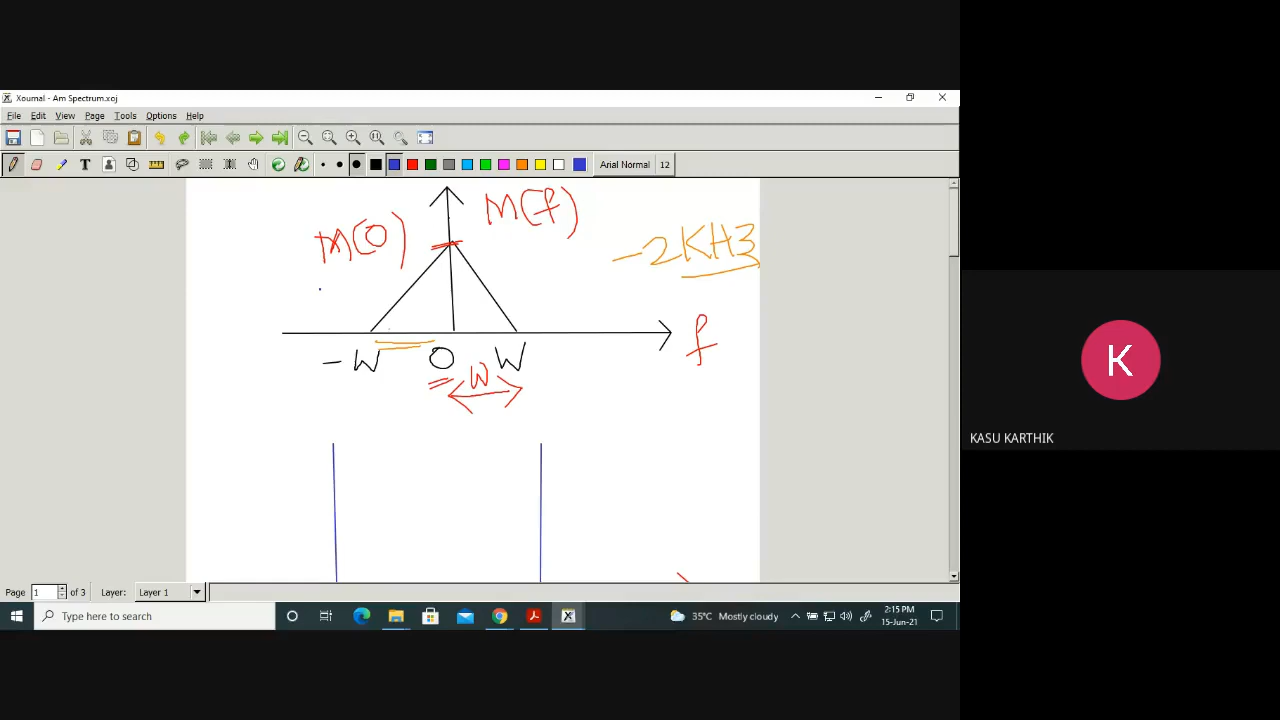 Xournal - Am Spectrum.xoj
File Edit View Page Tools Options Help
T Arial Normal 12
M(f)
M(0)
-2KHz
f
-W 0 W
W
KASU KARTHIK
K
Page 1 of 3 Layer: Layer 1
Type here to search
35°C Mostly cloudy
2:15 PM
15-Jun-21